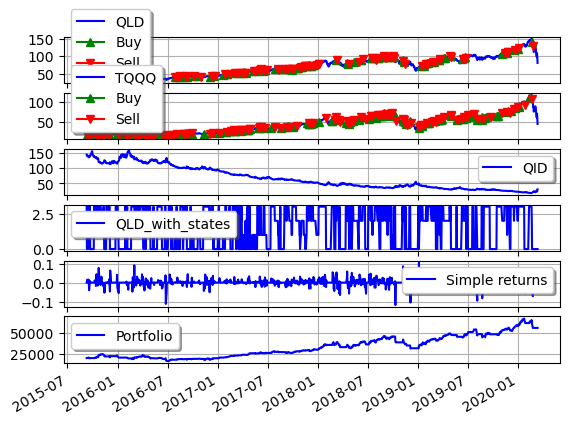 QLD
Buy
Sell
150
100
50
TQQQ
Buy
Sell
100
50
QID
150
100
50
QLD_with_states
2.5
0.0
Simple returns
0.1
0.0
−0.1
Portfolio
50000
25000
2015-07
2016-01
2016-07
2017-01
2017-07
2018-01
2018-07
2019-01
2019-07
2020-01